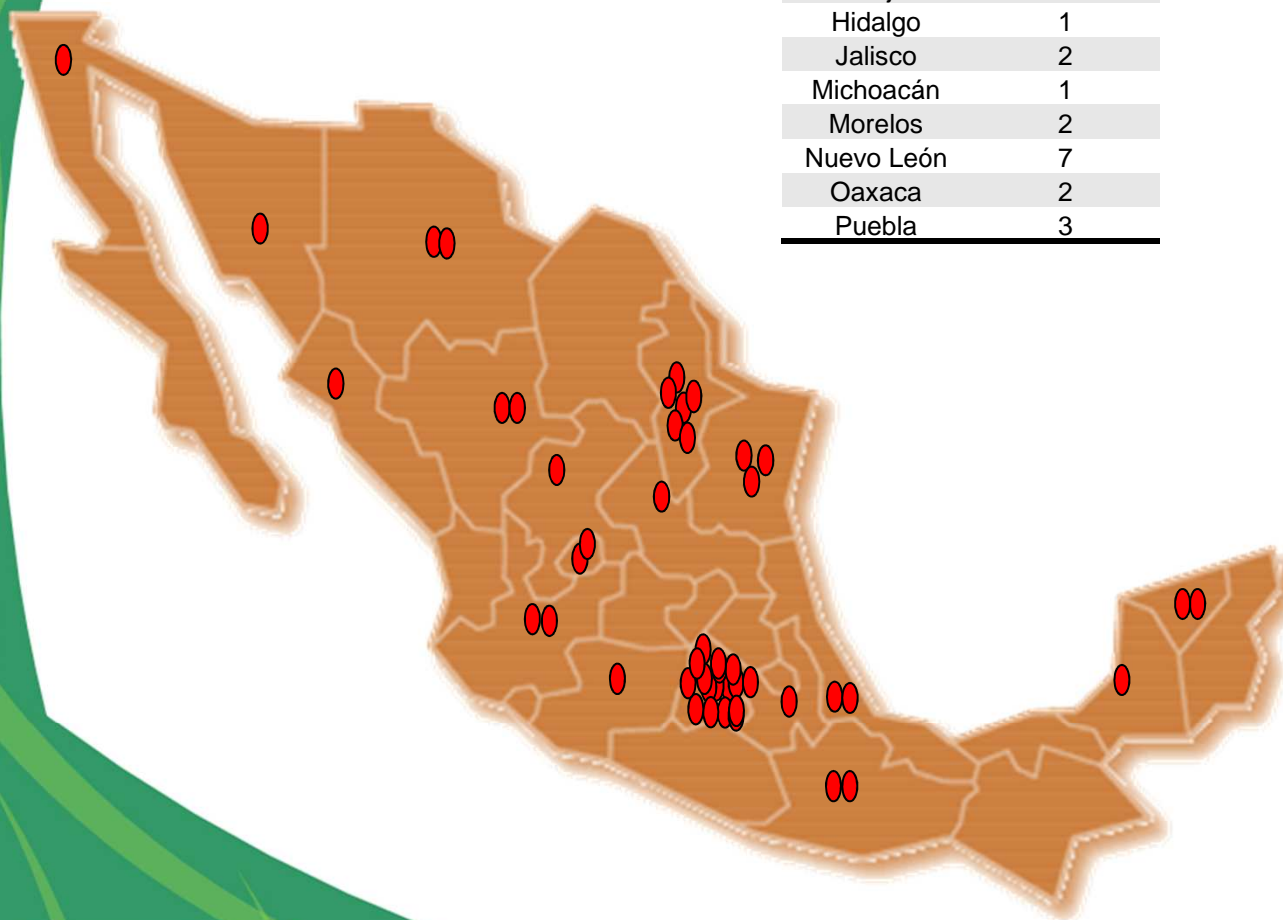 Hidalgo 1
Jalisco 2
Michoacán 1
Morelos 2
Nuevo León 7
Oaxaca 2
Puebla 3